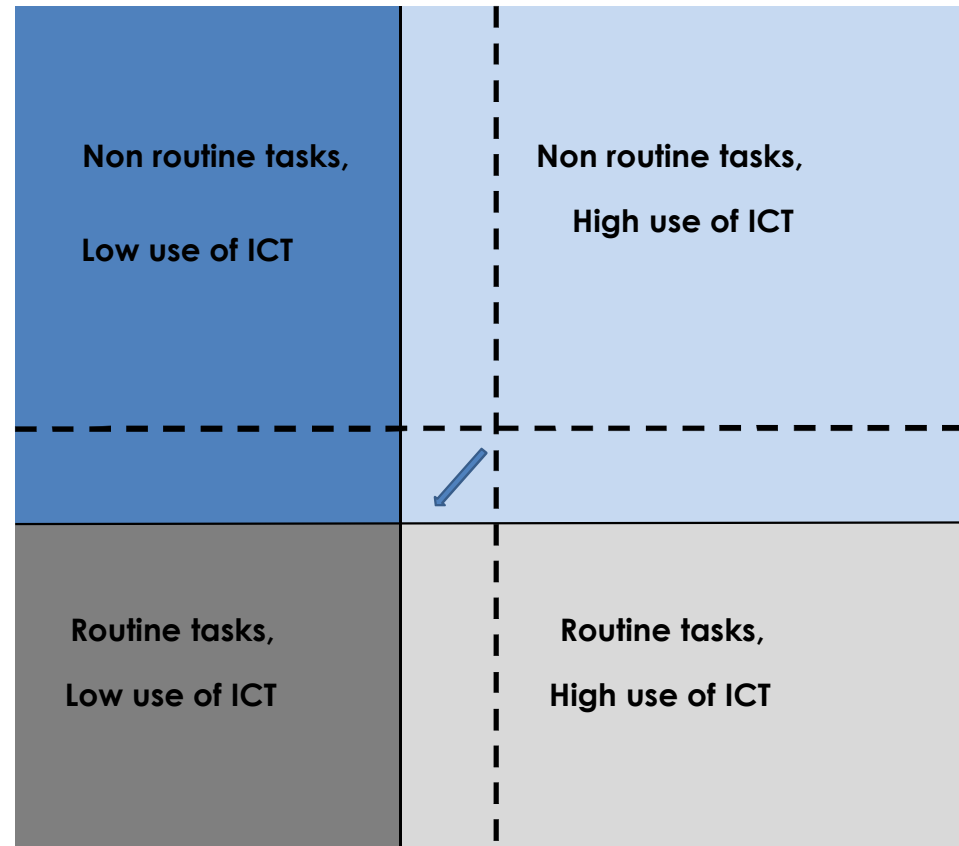 Non routine tasks,
Low use of ICT
Non routine tasks,
High use of ICT
Routine tasks,
Low use of ICT
Routine tasks,
High use of ICT